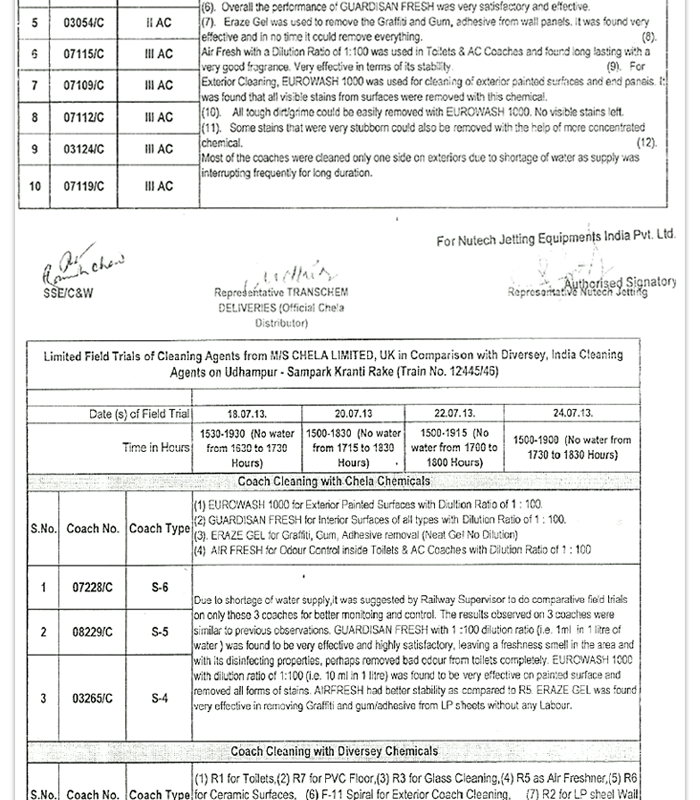 (6). Overall the performance of GUARDISAN FRESH was very satisfactory and effective.
5 03054/C II AC (7). Eraze Gel was used to remove the Graffiti and Gum, adhesive from wall panels. It was found very
effective and in no time it could remove everything. (8).
6 07115/C III AC Air Fresh with a Dilution Ratio of 1:100 was used in Toilets & AC Coaches and found long lasting with a
very good fragrance. Very effective in terms of its stability. (9). For
7 07109/C III AC Exterior Cleaning, EUROWASH 1000 was used for cleaning of exterior painted surfaces and end panels. It
was found that all visible stains from surfaces were removed with this chemical.
8 07112/C III AC (10). All tough dirt/grime could be easily removed with EUROWASH 1000. No visible stains left.
(11). Some stains that were very stubborn could also be removed with the help of more concentrated
9 03124/C III AC chemical. (12).
Most of the coaches were cleaned only one side on exteriors due to shortage of water as supply was
10 07119/C III AC interrupting frequently for long duration.
For Nutech Jetting Equipments India Pvt. Ltd.
SSE/C&W
Representative TRANSCHEM
DELIVERIES (Official Chela
Distributor)
Authorised Signatory
Representative Nutech Jetting
Limited Field Trials of Cleaning Agents from M/S CHELA LIMITED, UK in Comparison with Diversey, India Cleaning
Agents on Udhampur - Sampark Kranti Rake (Train No. 12445/46)
Date (s) of Field Trial 18.07.13. 20.07.13. 22.07.13. 24.07.13.
Time in Hours 1530-1930 (No water from 1630 to 1730 Hours) 1500-1830 (No water from 1715 to 1830 Hours) 1500-1915 (No water from 1700 to 1800 Hours) 1500-1900 (No water from 1730 to 1830 Hours)
Coach Cleaning with Chela Chemicals
S.No. Coach No. Coach Type
(1) EUROWASH 1000 for Exterior Painted Surfaces with Diultion Ratio of 1 : 100.
(2) GUARDISAN FRESH for Interior Surfaces of all types with Dilution Ratio of 1 : 100.
(3). ERAZE GEL for Graffiti, Gum, Adhesive removal (Neat Gel No Dilution)
(4) AIR FRESH for Odour Control inside Toilets & AC Coaches with Dilution Ratio of 1 : 100
1 07228/C S-6
2 08229/C S-5
3 03265/C S-4
Due to shortage of water supply,it was suggested by Railway Supervisor to do comparative field trials
on only those 3 coaches for better monitoing and control. The results observed on 3 coaches were
similar to previous observations. GUARDISAN FRESH with 1 :100 dilution ratio (i.e. 1ml in 1 litre of
water ) was found to be very effective and highly satisfactory, leaving a freshness smell in the area and
with its disinfecting properties, perhaps removed bad odour from toilets completely. EUROWASH 1000
with dilution ratio of 1:100 (i.e. 10 ml in 1 litre) was found to be very effective on painted surface and
removed all forms of stains. AIRFRESH had better stability as compared to R5. ERAZE GEL was found
very effective in removing Graffiti and gum/adhesive from LP sheets without any Labour.
Coach Cleaning with Diversey Chemicals
(1) R1 for Toilets,(2) R7 for PVC Floor,(3) R3 for Glass Cleaning,(4) R5 as Air Freshner,(5) R6
S.No. Coach No. Coach Type for Ceramic Surfaces, (6) F-11 Spiral for Exterior Coach Cleaning, (7) R2 for LP sheel Wall